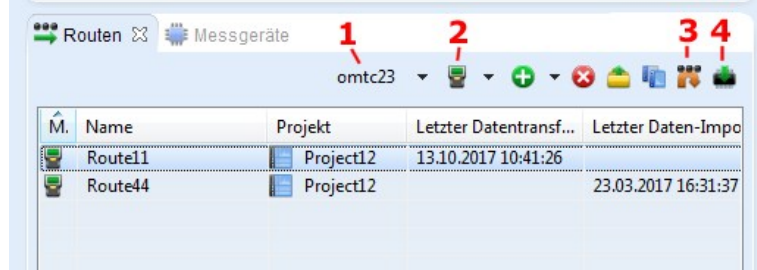 Routen Messgeräte
1 2 3 4
omtc23
M. Name Projekt Letzter Datentransf... Letzter Daten-Impo
Route11 Project12 13.10.2017 10:41:26
Route44 Project12 23.03.2017 16:31:37